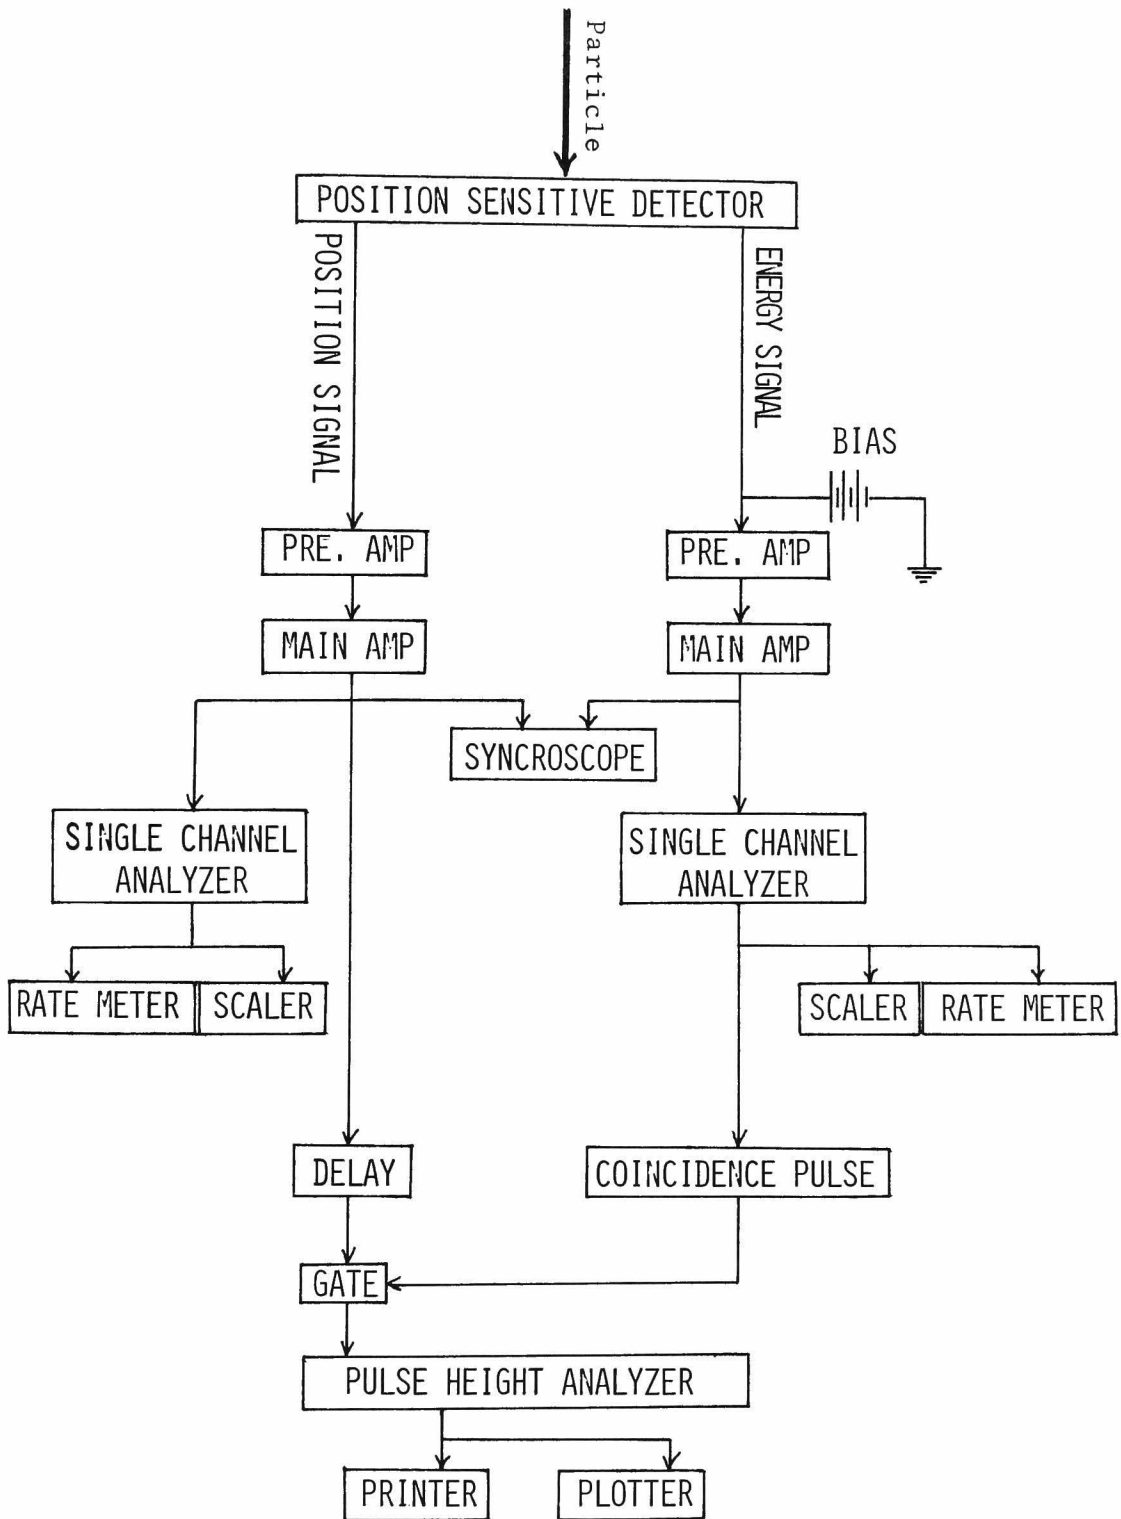 Particle
POSITION SENSITIVE DETECTOR
POSITION SIGNAL
ENERGY SIGNAL
BIAS
PRE. AMP
PRE. AMP
MAIN AMP
MAIN AMP
SYNCROSCOPE
SINGLE CHANNEL
ANALYZER
SINGLE CHANNEL
ANALYZER
RATE METER
SCALER
SCALER
RATE METER
DELAY
COINCIDENCE PULSE
GATE
PULSE HEIGHT ANALYZER
PRINTER
PLOTTER